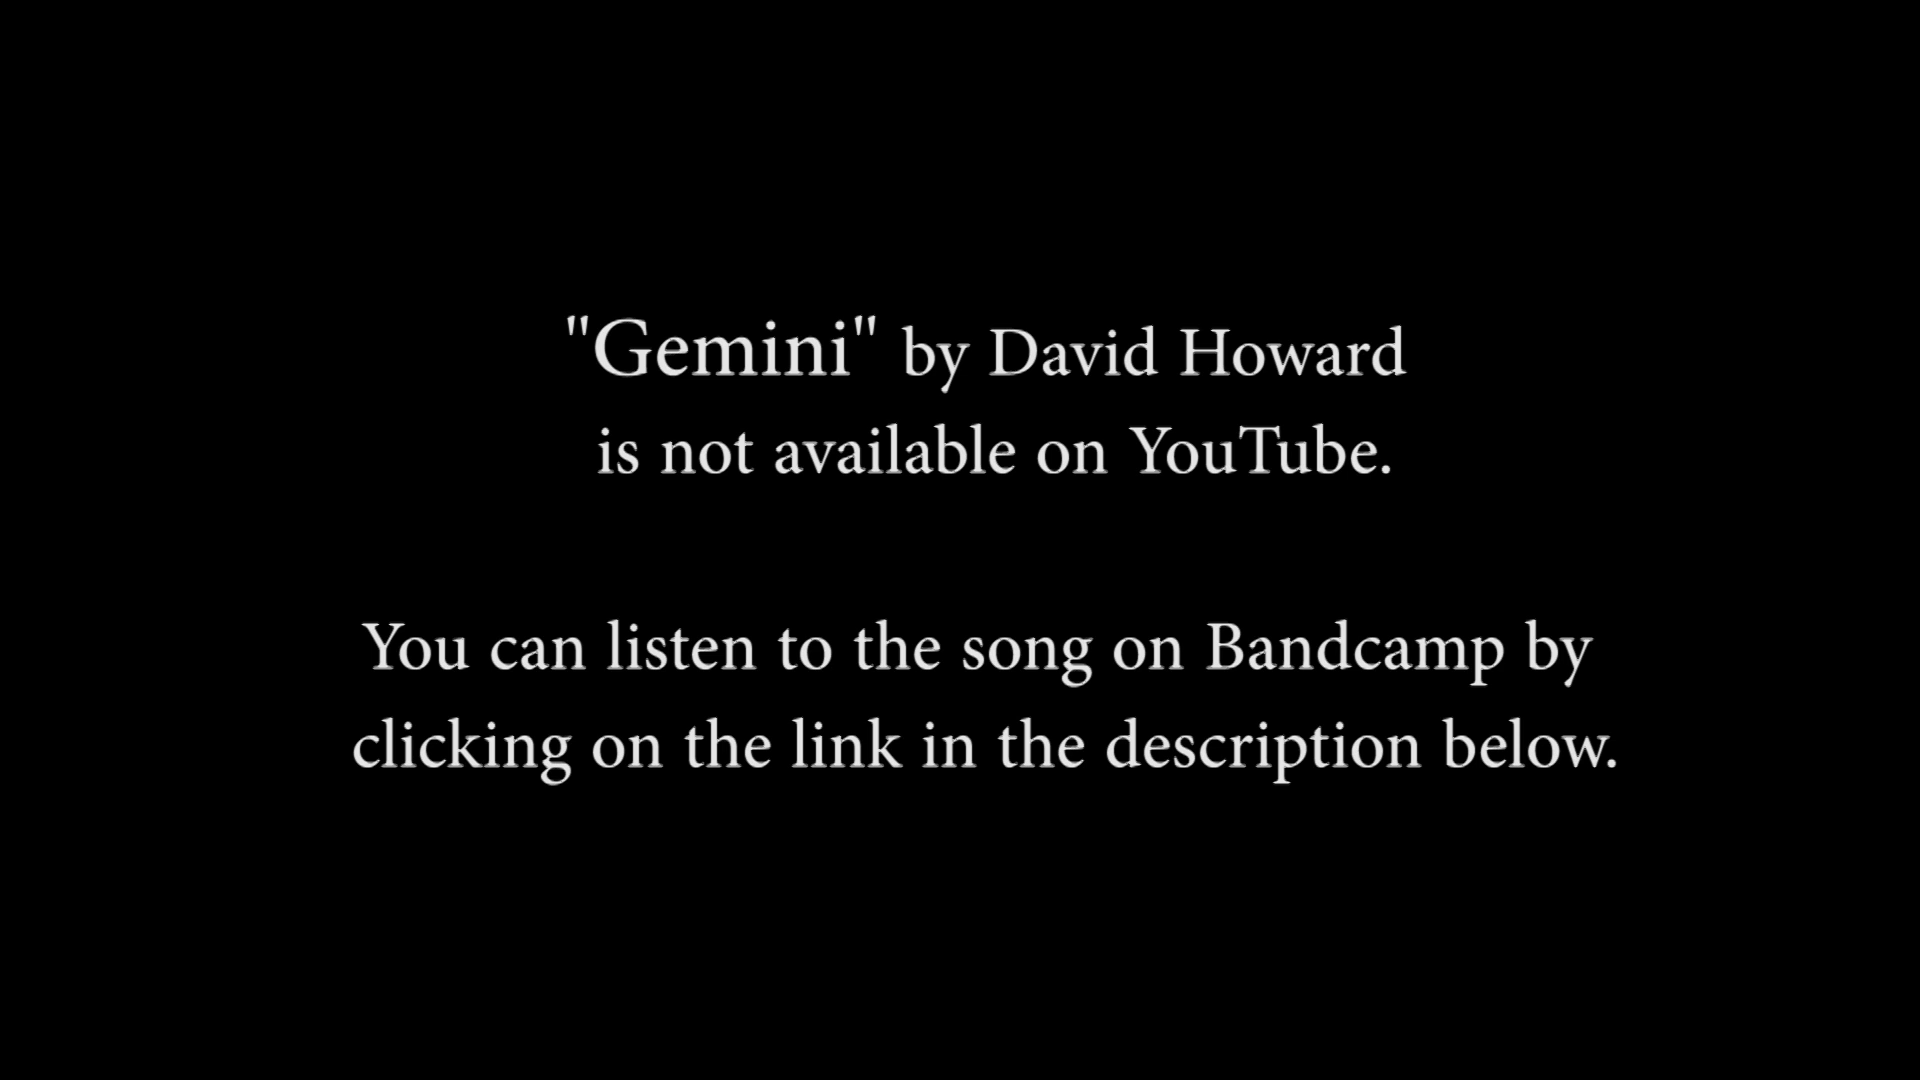 "Gemini" by David Howard
is not available on YouTube.
You can listen to the song on Bandcamp by
clicking on the link in the description below.